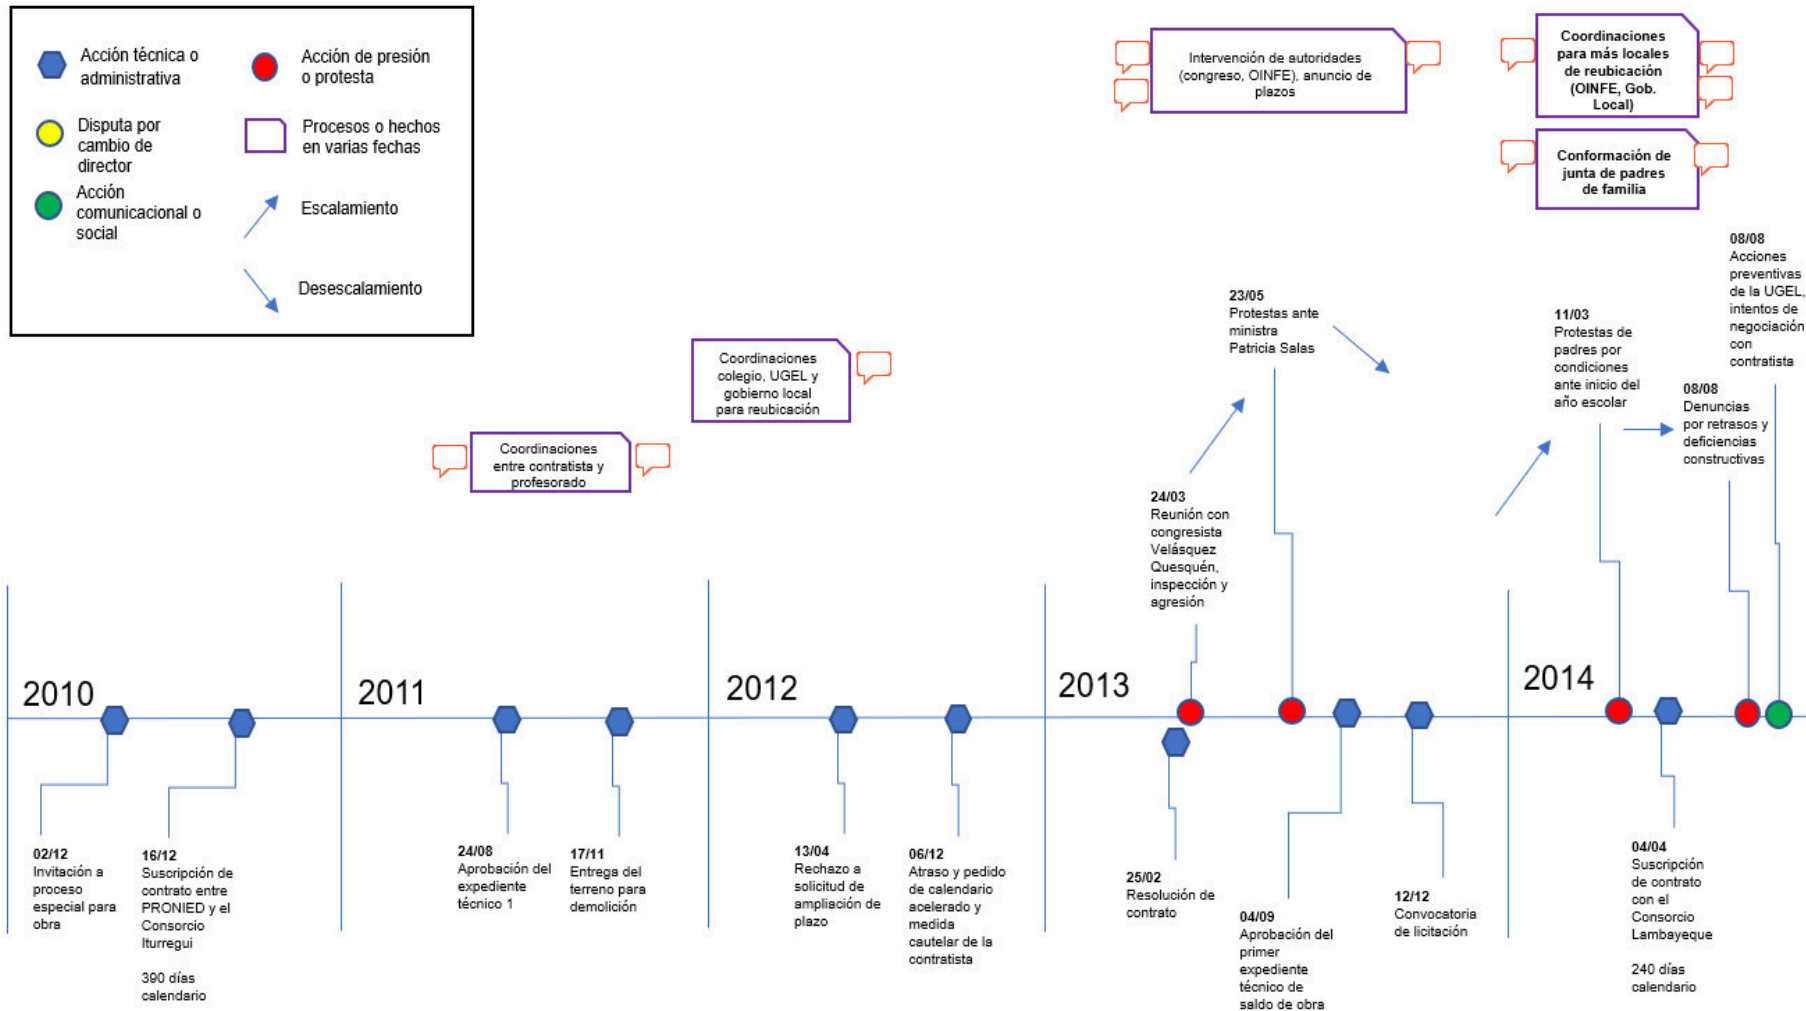 Acción técnica o
administrativa
Acción de presión
o protesta
Disputa por
cambio de
director
Procesos o hechos
en varias fechas
Acción
comunicacional o
social
Escalamiento
Desescalamiento
Coordinaciones
entre contratista y
profesorado
Coordinaciones
colegio, UGEL y
gobierno local
para reubicación
Intervención de autoridades
(congreso, OINFE), anuncio de
plazos
Coordinaciones
para más locales
de reubicación
(OINFE, Gob.
Local)
Conformación de
junta de padres
de familia
24/03
Reunión con
congresista
Velásquez
Quesquén,
inspección y
agresión
23/05
Protestas ante
ministra
Patricia Salas
11/03
Protestas de
padres por
condiciones
ante inicio del
año escolar
08/08
Denuncias
por retrasos y
deficiencias
constructivas
08/08
Acciones
preventivas
de la UGEL,
intentos de
negociación
con
contratista
2010
2011
2012
2013
2014
02/12
Invitación a
proceso
especial para
obra
16/12
Suscripción de
contrato entre
PRONIED y el
Consorcio
Iturregui
390 días
calendario
24/08
Aprobación del
expediente
técnico 1
17/11
Entrega del
terreno para
demolición
13/04
Rechazo a
solicitud de
ampliación de
plazo
06/12
Atraso y pedido
de calendario
acelerado y
medida
cautelar de la
contratista
25/02
Resolución de
contrato
04/09
Aprobación del
primer
expediente
técnico de
saldo de obra
12/12
Convocatoria
de licitación
04/04
Suscripción
de contrato
con el
Consorcio
Lambayeque
240 días
calendario